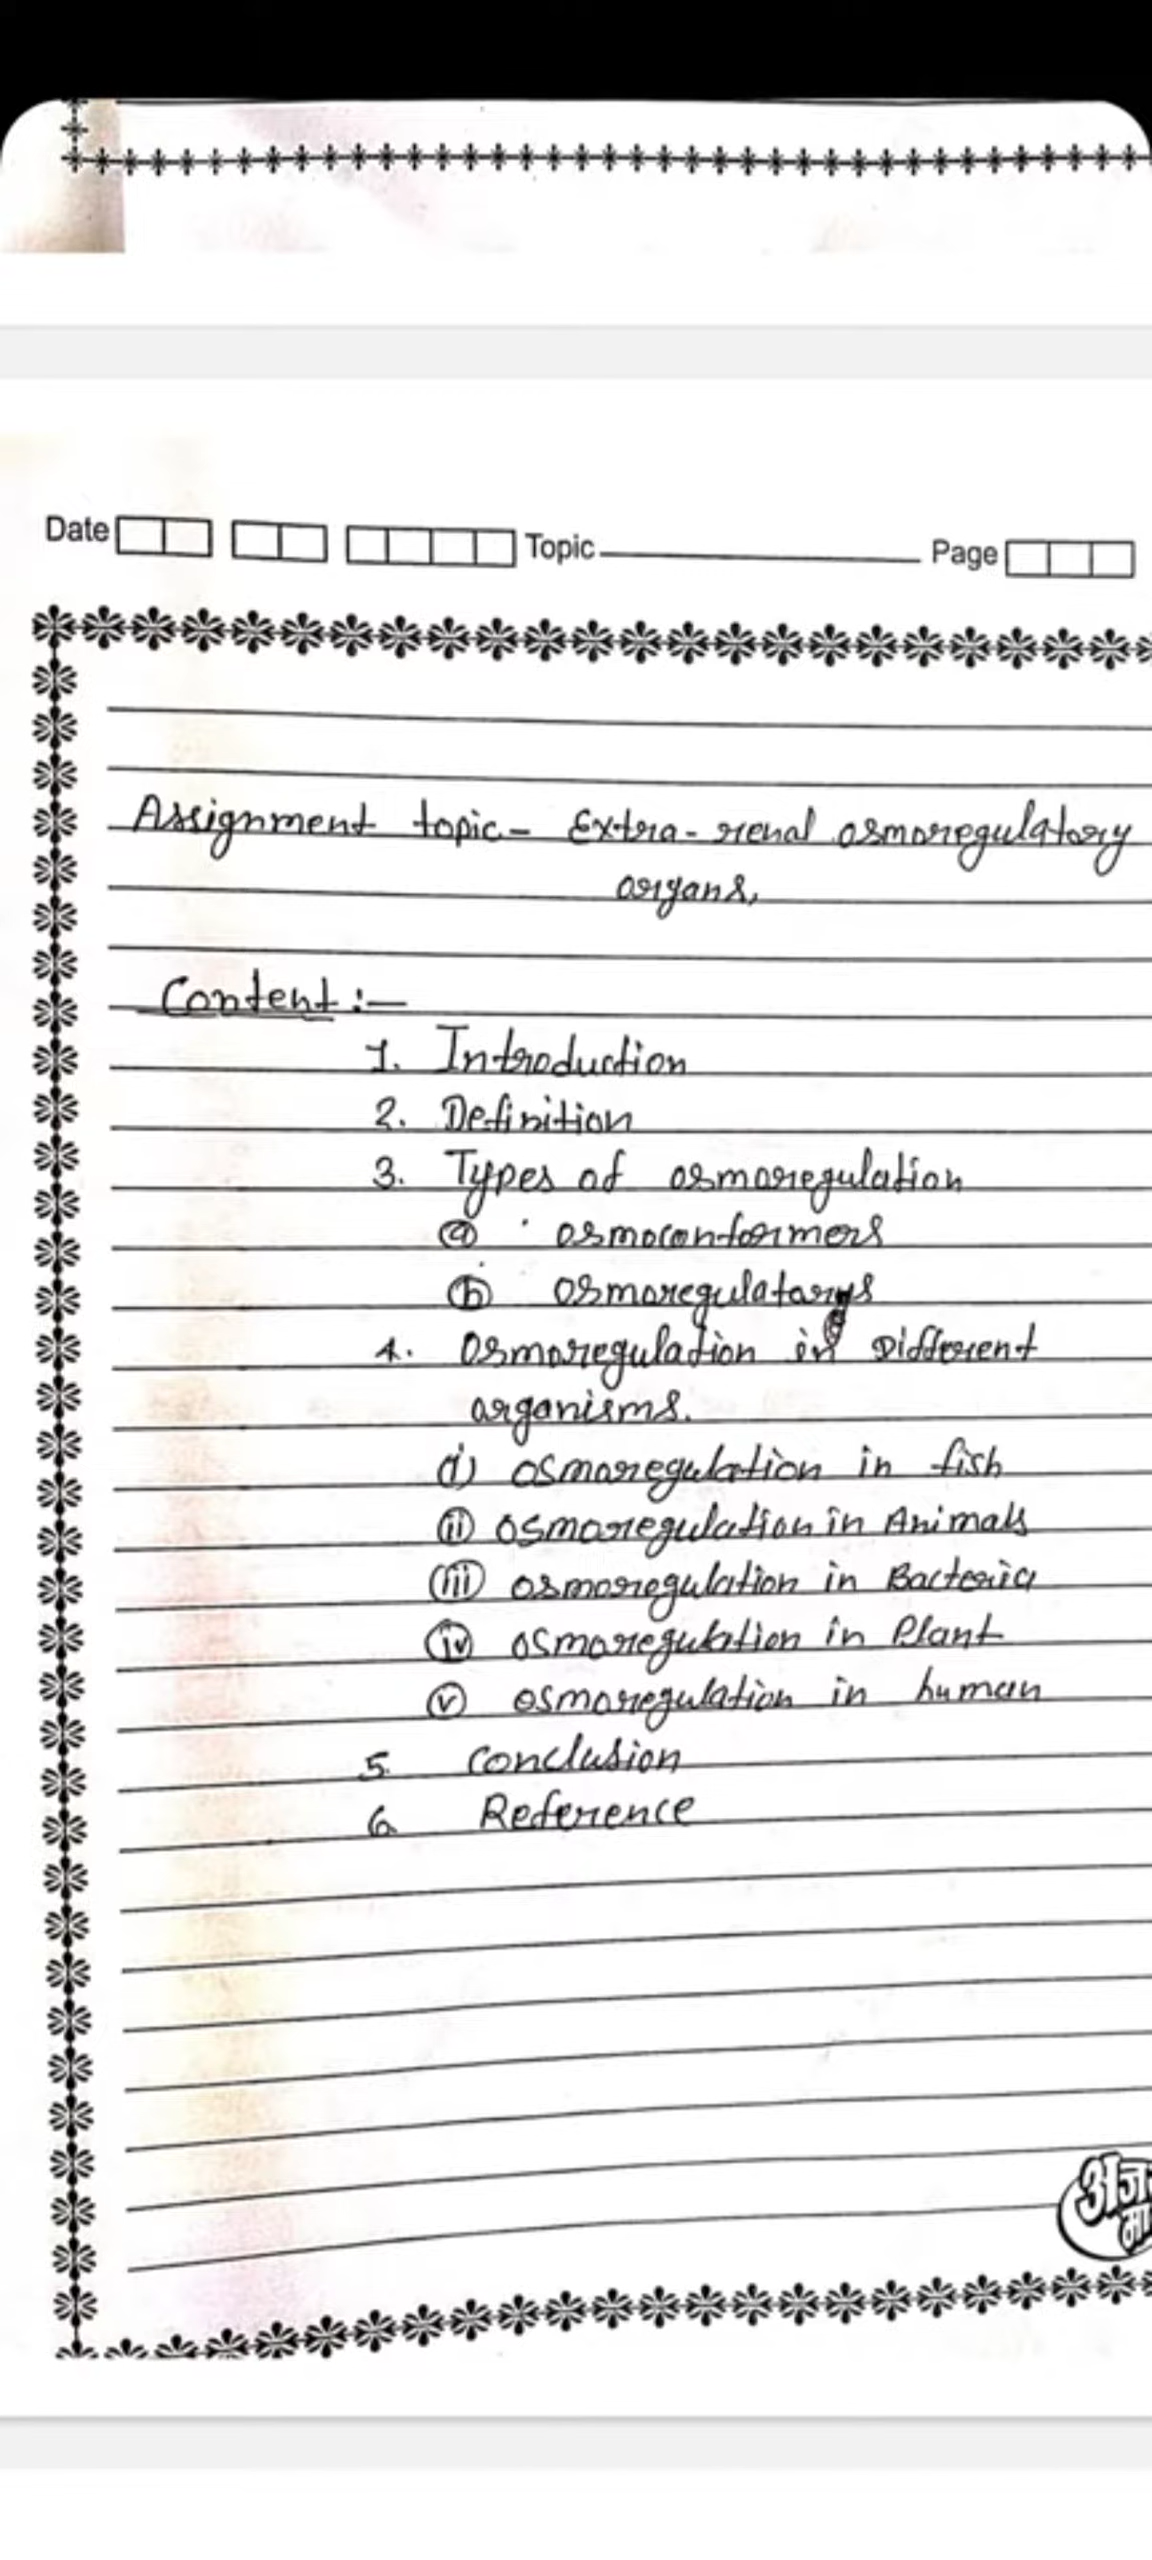 Date Topic Page
Assignment topic- Extra-renal osmoregulatory
organs,
Content :-
1. Introduction
2. Definition
3. Types of osmoregulation
(a) osmoconformers
(b) osmoregulatorys
4. Osmoregulation in Different
organisms.
(i) osmoregulation in fish
(ii) osmoregulation in Animals
(iii) osmoregulation in Bacteria
(iv) osmoregulation in Plant
(v) osmoregulation in human
5. Conclusion
6. Reference